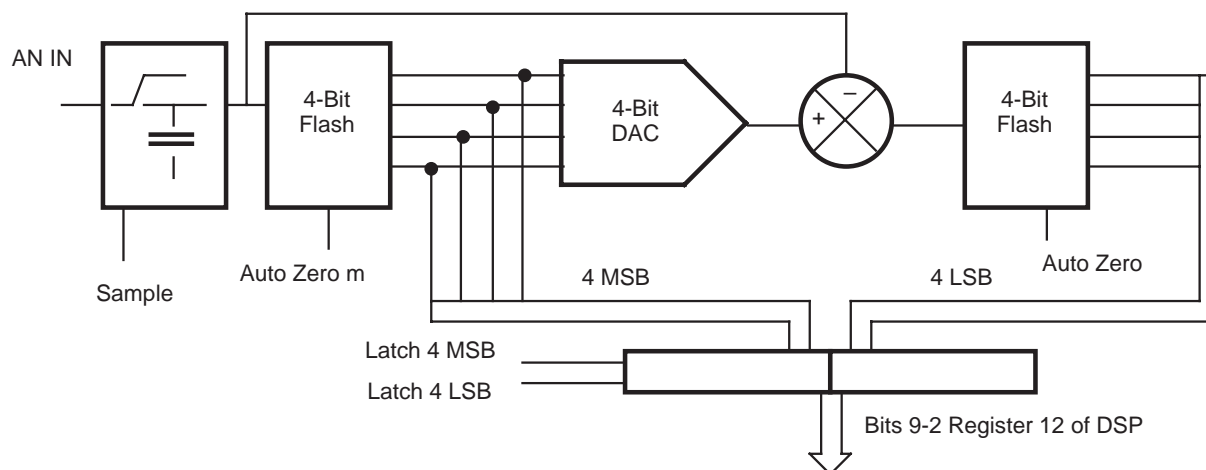 AN IN
4-Bit
Flash
4-Bit
DAC
+
−
4-Bit
Flash
Sample
Auto Zero m
Auto Zero
4 MSB
4 LSB
Latch 4 MSB
Latch 4 LSB
Bits 9-2 Register 12 of DSP